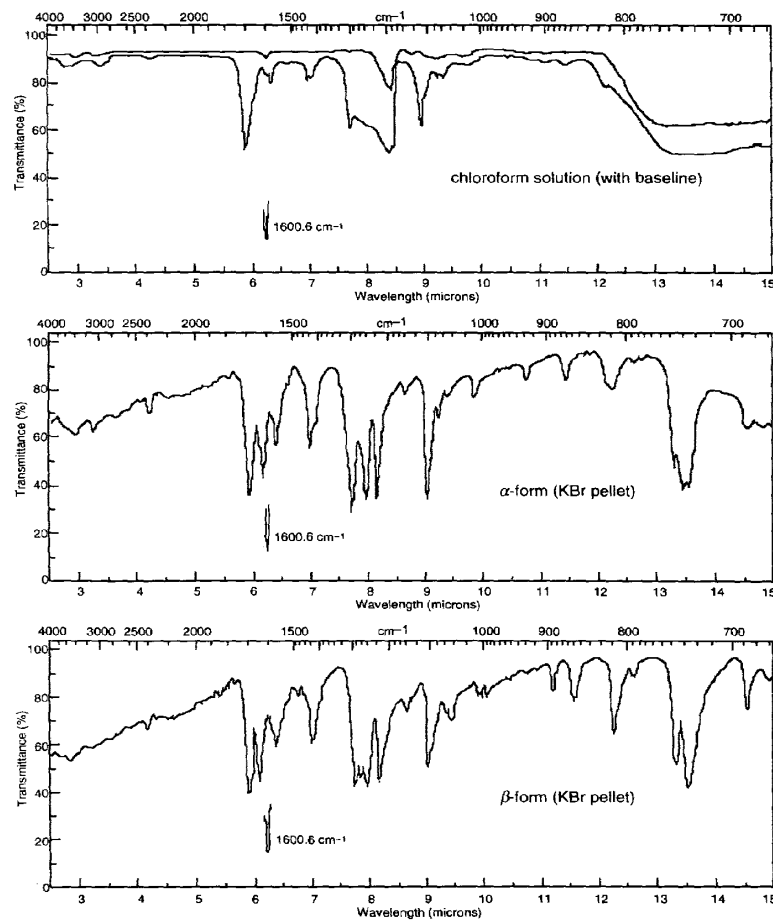 4000 3000 2500 2000 1500 cm⁻¹ 1000 900 800 700
100
80
60
40
20
0
Transmittance (%)
chloroform solution (with baseline)
1600.6 cm⁻¹
3 4 5 6 7 8 9 10 11 12 13 14 15
Wavelength (microns)
4000 3000 2400 2000 1500 cm⁻¹ 1000 900 800 700
100
80
60
40
20
0
Transmittance (%)
α-form (KBr pellet)
1600.6 cm⁻¹
3 4 5 6 7 8 9 10 11 12 13 14 15
Wavelength (microns)
4000 3000 2500 2000 1500 cm⁻¹ 1000 900 800 700
100
80
60
40
20
0
Transmittance (%)
β-form (KBr pellet)
1600.6 cm⁻¹
3 4 5 6 7 8 9 10 11 12 13 14 15
Wavelength (microns)